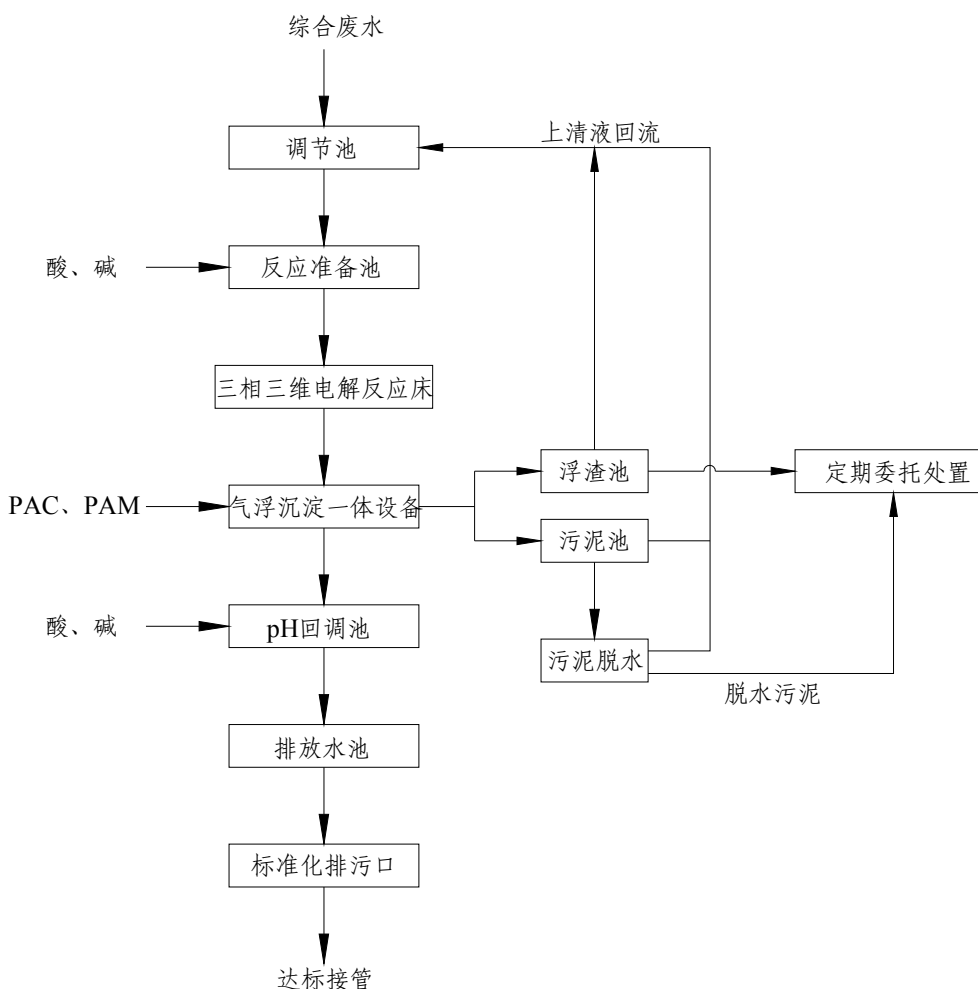 综合废水
调节池
上清液回流
酸、碱
反应准备池
三相三维电解反应床
浮渣池
定期委托处置
PAC、PAM
气浮沉淀一体设备
污泥池
酸、碱
pH回调池
污泥脱水
脱水污泥
排放水池
标准化排污口
达标接管